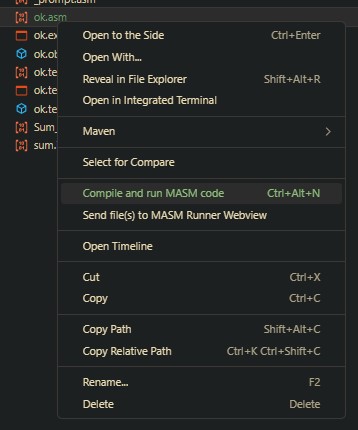 _prompt.asm
ok.asm
ok.ex
ok.ob
ok.te
ok.te
ok.te
Sum_
sum.
Open to the Side Ctrl+Enter
Open With...
Reveal in File Explorer Shift+Alt+R
Open in Integrated Terminal
Maven
Select for Compare
Compile and run MASM code Ctrl+Alt+N
Send file(s) to MASM Runner Webview
Open Timeline
Cut Ctrl+X
Copy Ctrl+C
Copy Path Shift+Alt+C
Copy Relative Path Ctrl+K Ctrl+Shift+C
Rename... F2
Delete Delete